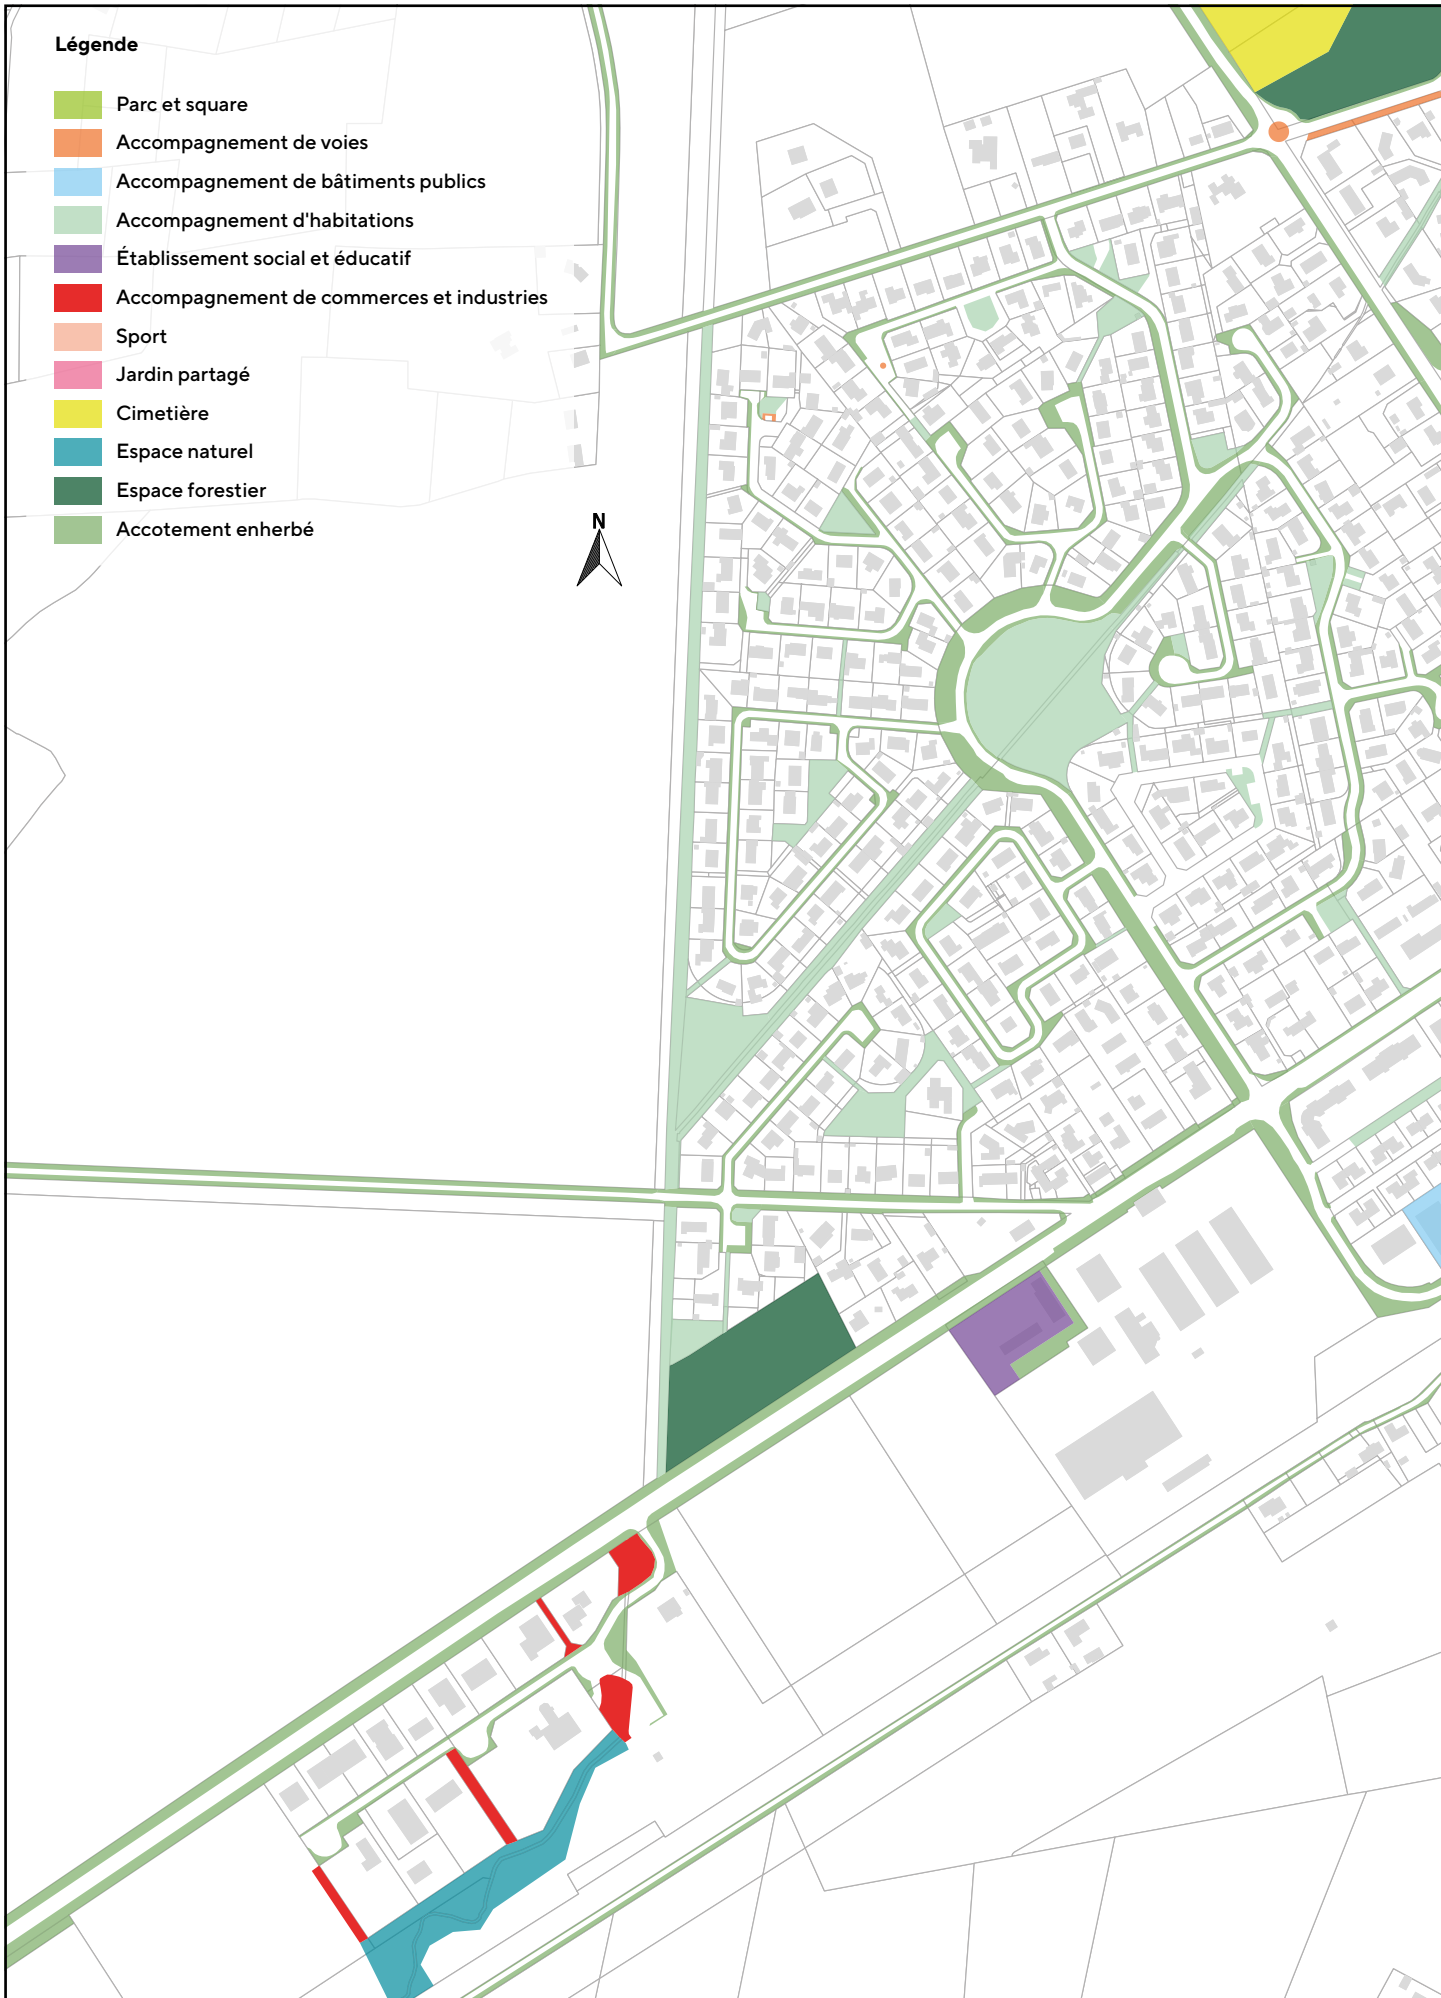 Légende
Parc et square
Accompagnement de voies
Accompagnement de bâtiments publics
Accompagnement d'habitations
Établissement social et éducatif
Accompagnement de commerces et industries
Sport
Jardin partagé
Cimetière
Espace naturel
Espace forestier
Accotement enherbé
N